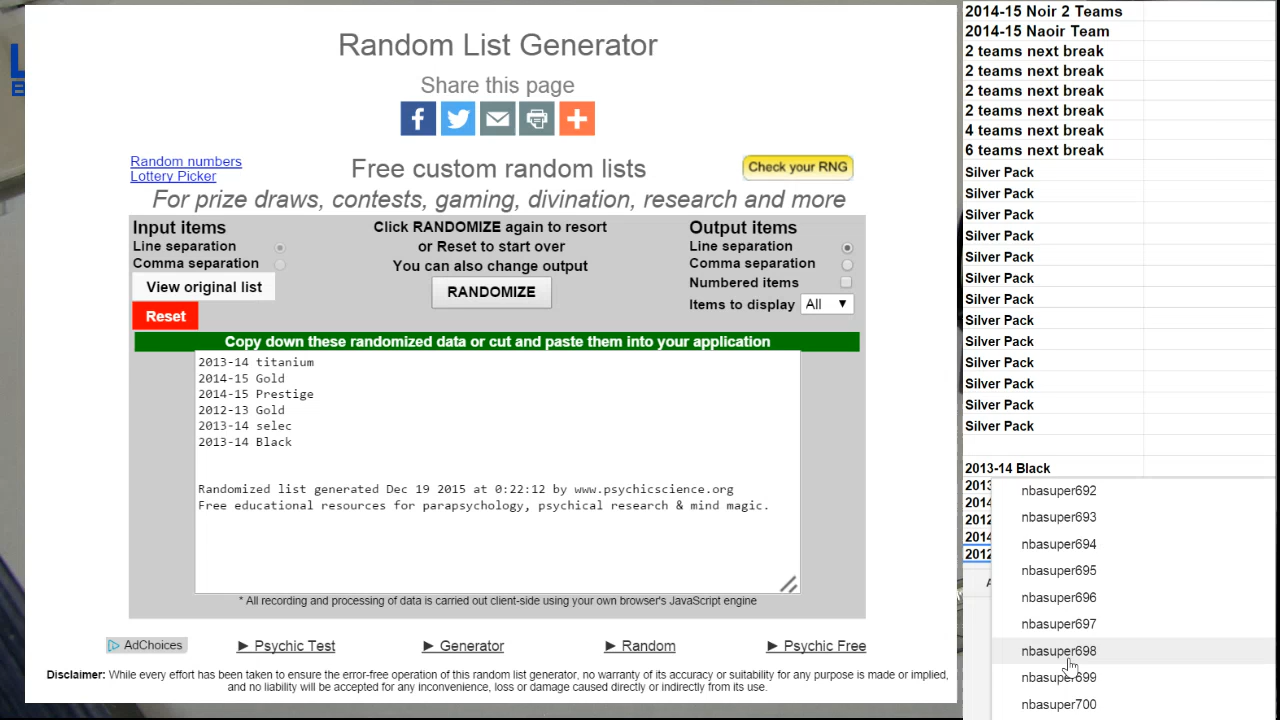 Random List Generator
Share this page
Random numbers
Lottery Picker
Free custom random lists
Check your RNG
For prize draws, contests, gaming, divination, research and more
Input items
Line separation
Comma separation
View original list
Reset
Click RANDOMIZE again to resort
or Reset to start over
You can also change output
RANDOMIZE
Output items
Line separation
Comma separation
Numbered items
Items to display All
Copy down these randomized data or cut and paste them into your application
2013-14 titanium
2014-15 Gold
2014-15 Prestige
2012-13 Gold
2013-14 selec
2013-14 Black
Randomized list generated Dec 19 2015 at 0:22:12 by www.psychicscience.org
Free educational resources for parapsychology, psychical research & mind magic.
* All recording and processing of data is carried out client-side using your own browser's JavaScript engine
AdChoices
► Psychic Test
► Generator
► Random
► Psychic Free
Disclaimer: While every effort has been taken to ensure the error-free operation of this random list generator, no warranty of its accuracy or suitability for any purpose is made or implied,
and no liability will be accepted for any inconvenience, loss or damage caused directly or indirectly from its use.
2014-15 Noir 2 Teams
2014-15 Naoir Team
2 teams next break
2 teams next break
2 teams next break
2 teams next break
4 teams next break
6 teams next break
Silver Pack
Silver Pack
Silver Pack
Silver Pack
Silver Pack
Silver Pack
Silver Pack
Silver Pack
Silver Pack
Silver Pack
Silver Pack
Silver Pack
Silver Pack
2013-14 Black
2013
2014
2012
2014
2012
nbasuper692
nbasuper693
nbasuper694
nbasuper695
nbasuper696
nbasuper697
nbasuper698
nbasuper699
nbasuper700